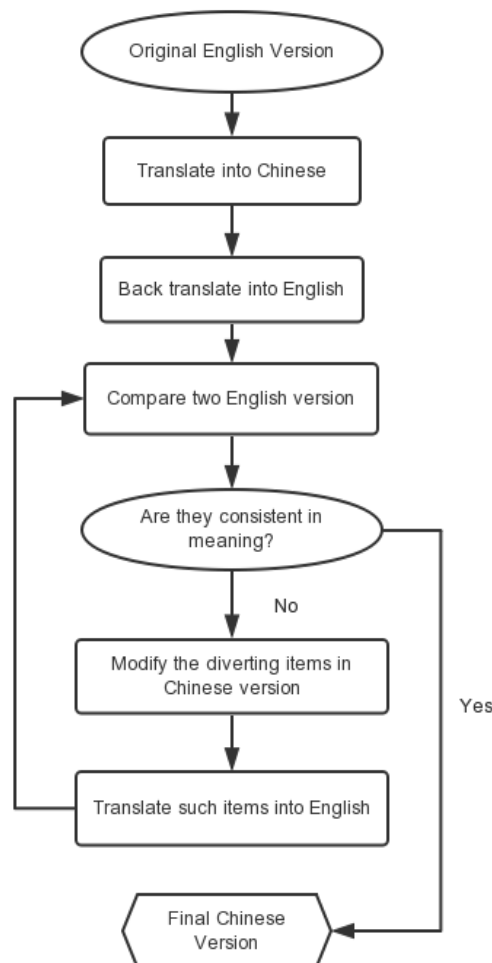 Original English Version
Translate into Chinese
Back translate into English
Compare two English version
Are they consistent in
meaning?
No
Modify the diverting items in
Chinese version
Yes
Translate such items into English
Final Chinese
Version